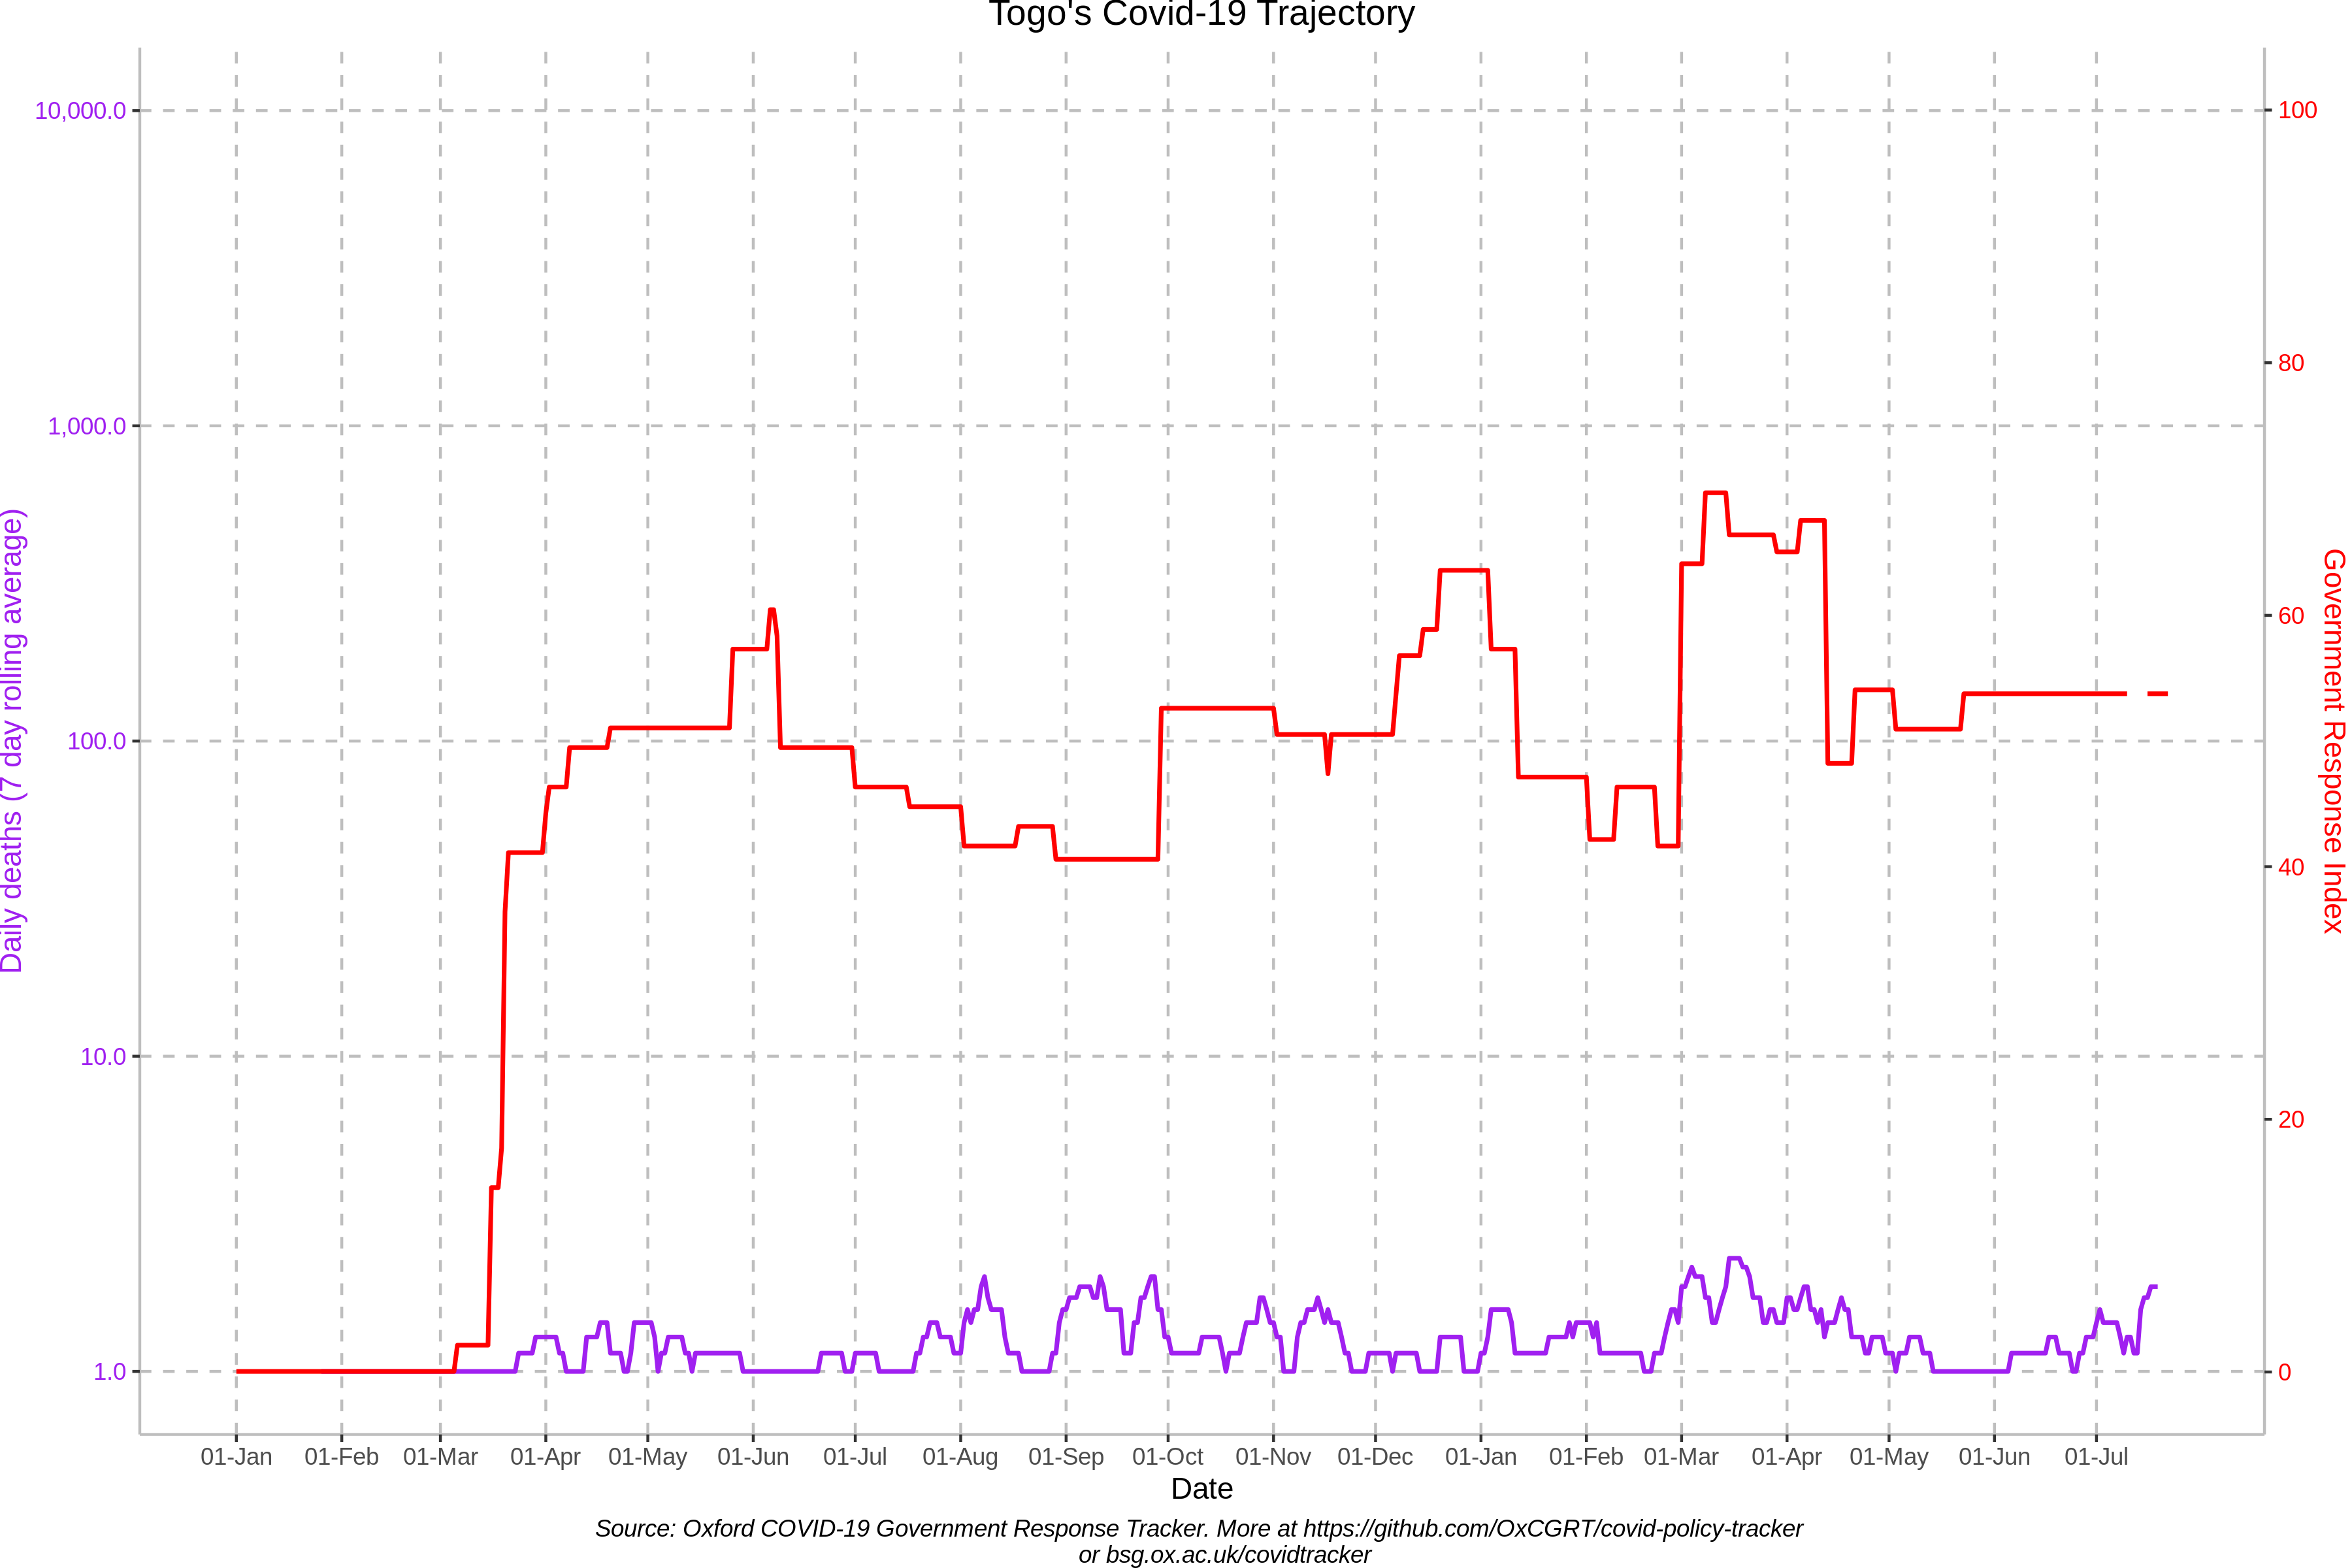 Togo's Covid-19 Trajectory
10,000.0
1,000.0
100.0
10.0
1.0
Daily deaths (7 day rolling average)
100
80
60
40
20
0
Government Response Index
01-Jan 01-Feb 01-Mar 01-Apr 01-May 01-Jun 01-Jul 01-Aug 01-Sep 01-Oct 01-Nov 01-Dec 01-Jan 01-Feb 01-Mar 01-Apr 01-May 01-Jun 01-Jul
Date
Source: Oxford COVID-19 Government Response Tracker. More at https://github.com/OxCGRT/covid-policy-tracker
or bsg.ox.ac.uk/covidtracker